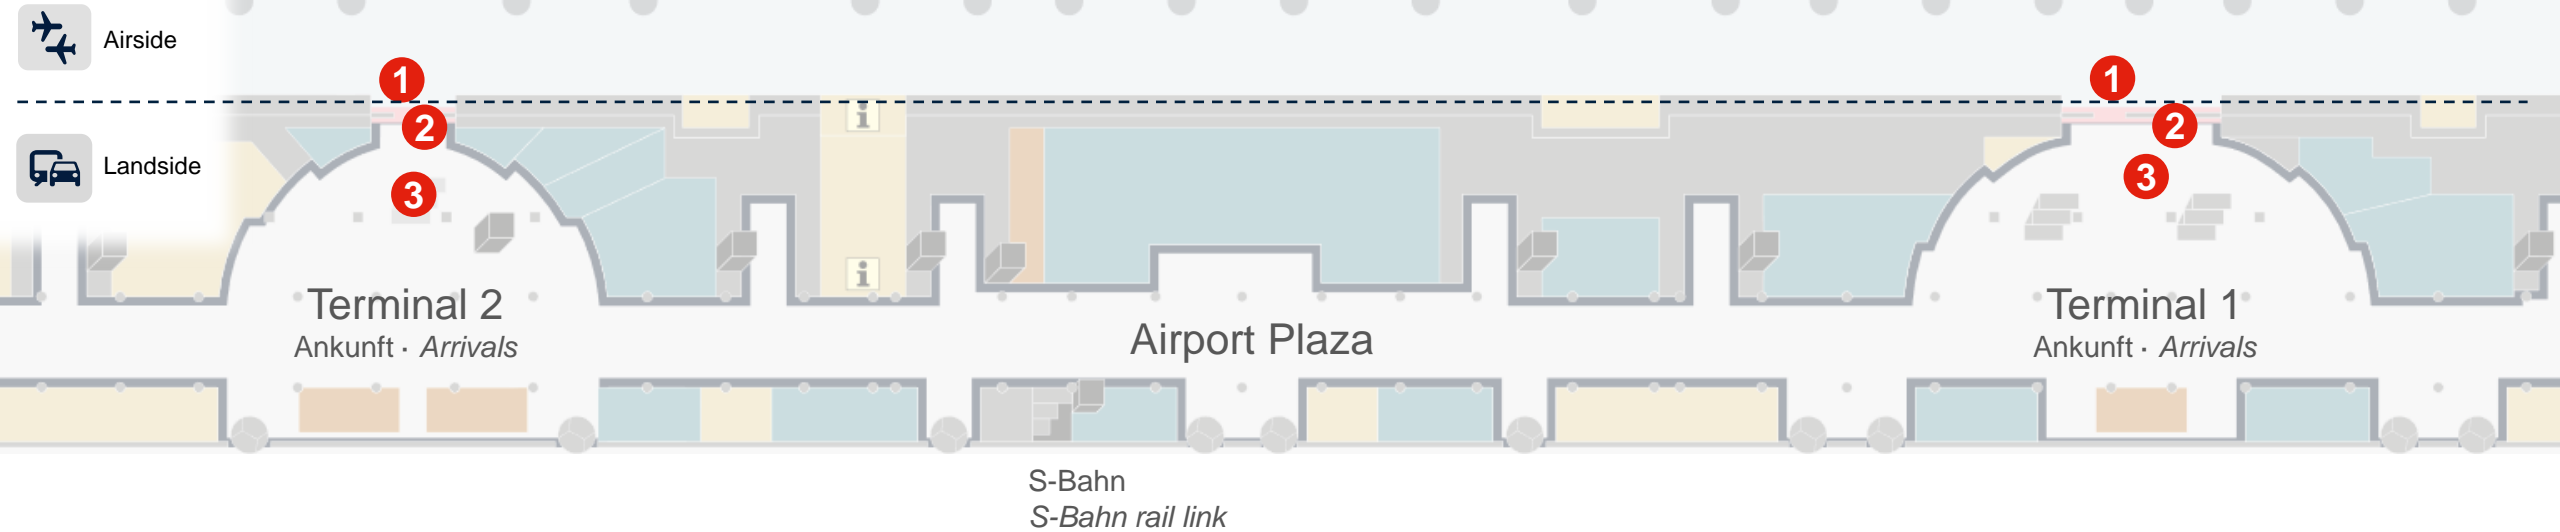 Airside
Landside
1
2
3
i
i
1
2
3
Terminal 2
Ankunft · Arrivals
Airport Plaza
Terminal 1
Ankunft · Arrivals
S-Bahn
S-Bahn rail link